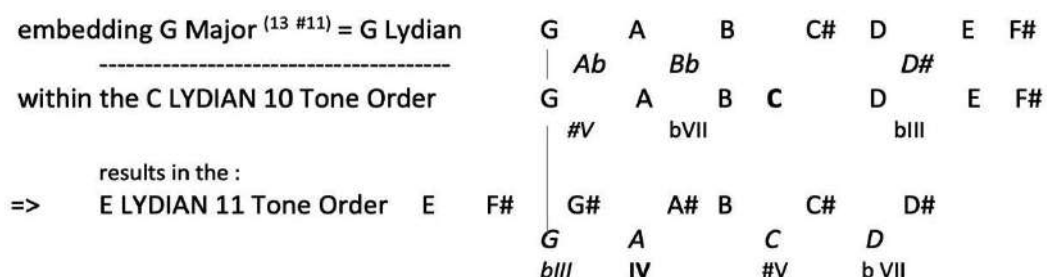 embedding G Major (13 #11) = G Lydian G A B C# D E F#
----------------------------------------- | Ab Bb D#
within the C LYDIAN 10 Tone Order G A B C D E F#
#V bVII bIII
results in the :
=> E LYDIAN 11 Tone Order E F# G# A# B C# D#
G A C D
bIII IV #V b VII